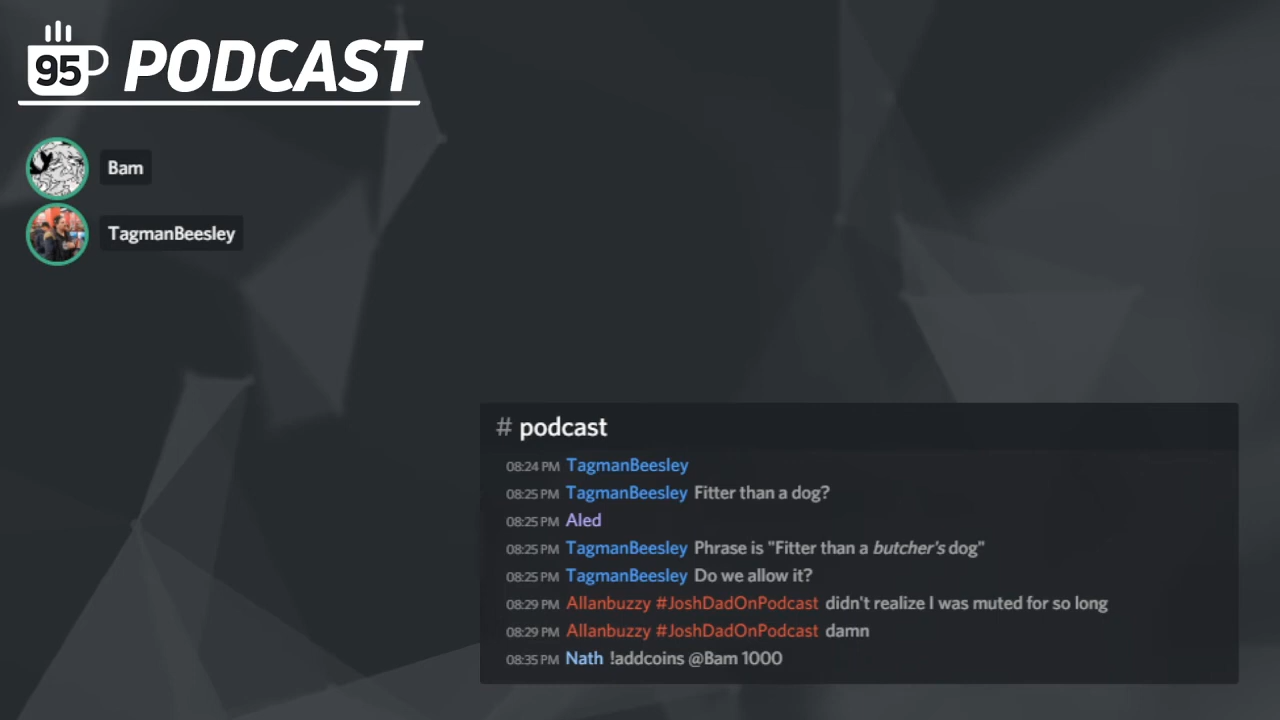 95 PODCAST
Bam
TagmanBeesley
# podcast
08:24 PM TagmanBeesley
08:25 PM TagmanBeesley Fitter than a dog?
08:25 PM Aled
08:25 PM TagmanBeesley Phrase is "Fitter than a butcher's dog"
08:25 PM TagmanBeesley Do we allow it?
08:29 PM Allanbuzzy #JoshDadOnPodcast didn't realize I was muted for so long
08:29 PM Allanbuzzy #JoshDadOnPodcast damn
08:35 PM Nath !addcoins @Bam 1000